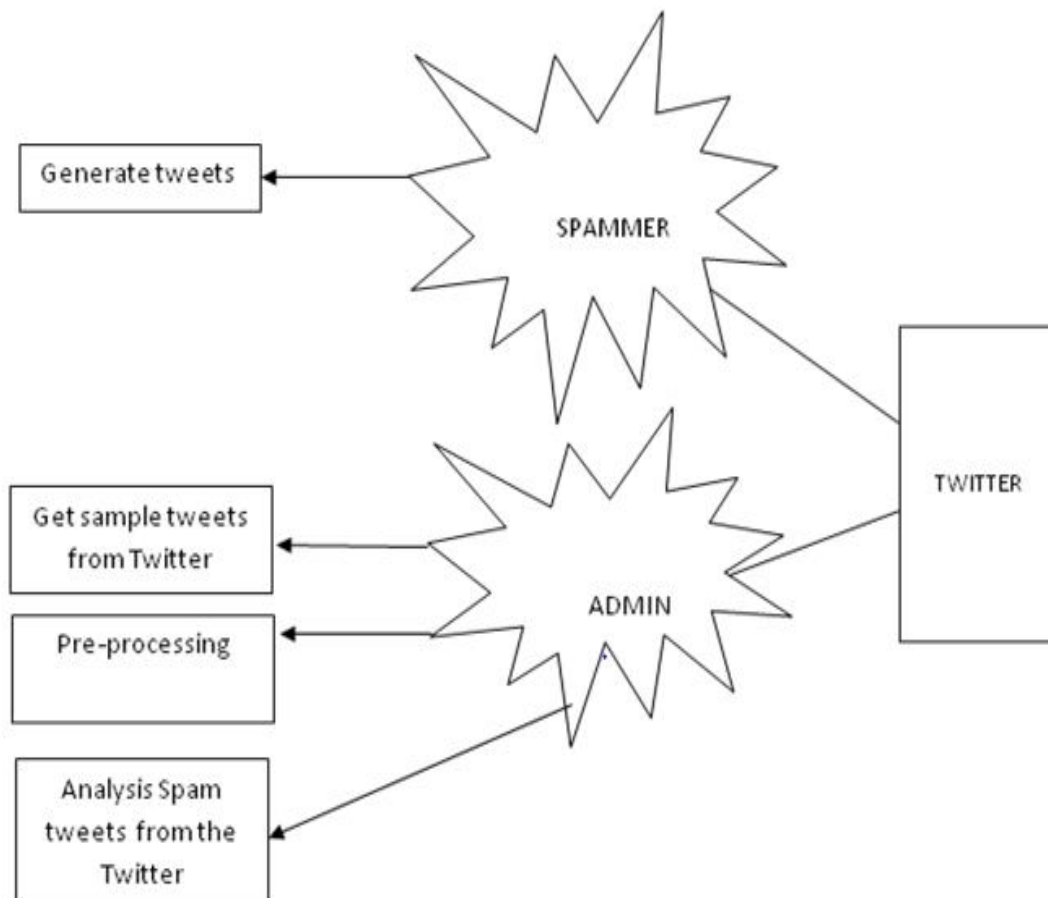 Generate tweets
SPAMMER
TWITTER
Get sample tweets
from Twitter
ADMIN
Pre-processing
Analysis Spam
tweets from the
Twitter